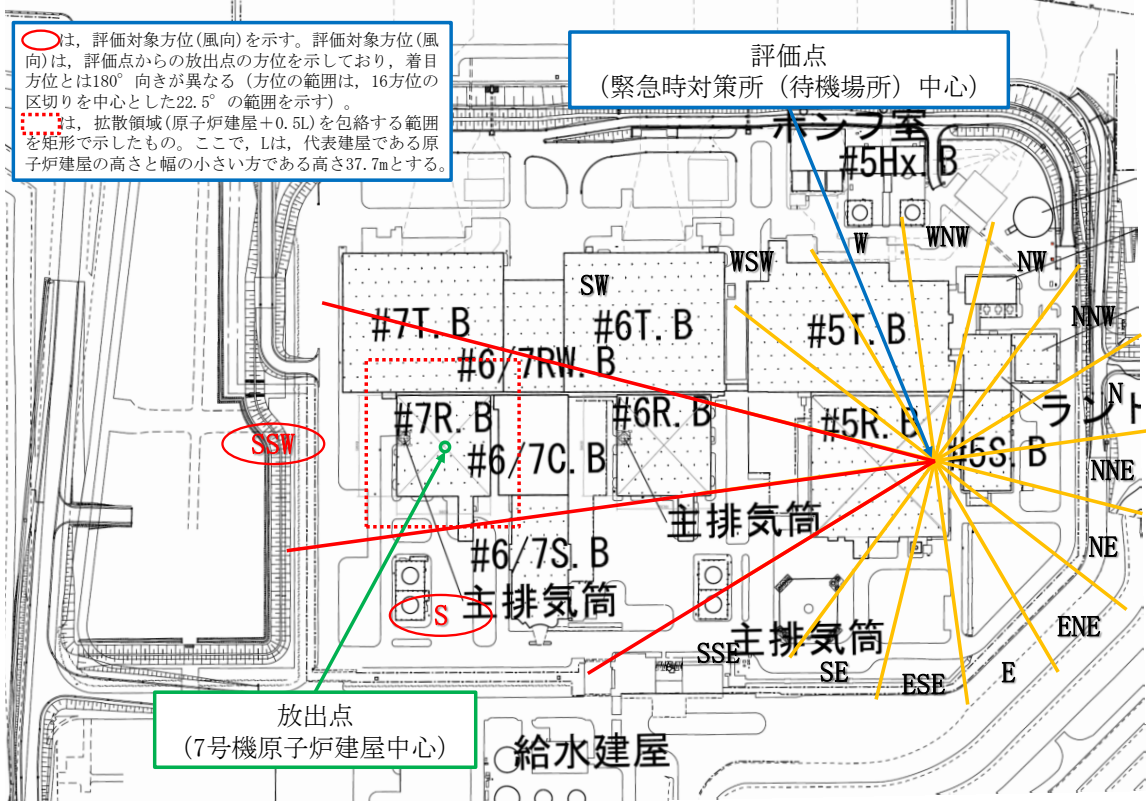 は，評価対象方位(風向)を示す。評価対象方位(風
向)は，評価点からの放出点の方位を示しており，着目
方位とは180°向きが異なる（方位の範囲は，16方位の
区切りを中心とした22.5°の範囲を示す）。
は，拡散領域(原子炉建屋＋0.5L)を包絡する範囲
を矩形で示したもの。ここで，Lは，代表建屋である原
子炉建屋の高さと幅の小さい方である高さ37.7mとする。
評価点
（緊急時対策所（待機場所）中心）
ポンプ室
#5Hx.B
W
WNW
WSW
NW
SW
NNW
#7T.B
#6T.B
#5T.B
#6/7RW.B
N
ラント
#7R.B
#6R.B
#5R.B
SSW
#6/7C.B
#5S.B
NNE
主排気筒
NE
#6/7S.B
主排気筒
S
ENE
主排気筒
SSE
SE
ESE
E
放出点
（7号機原子炉建屋中心）
給水建屋